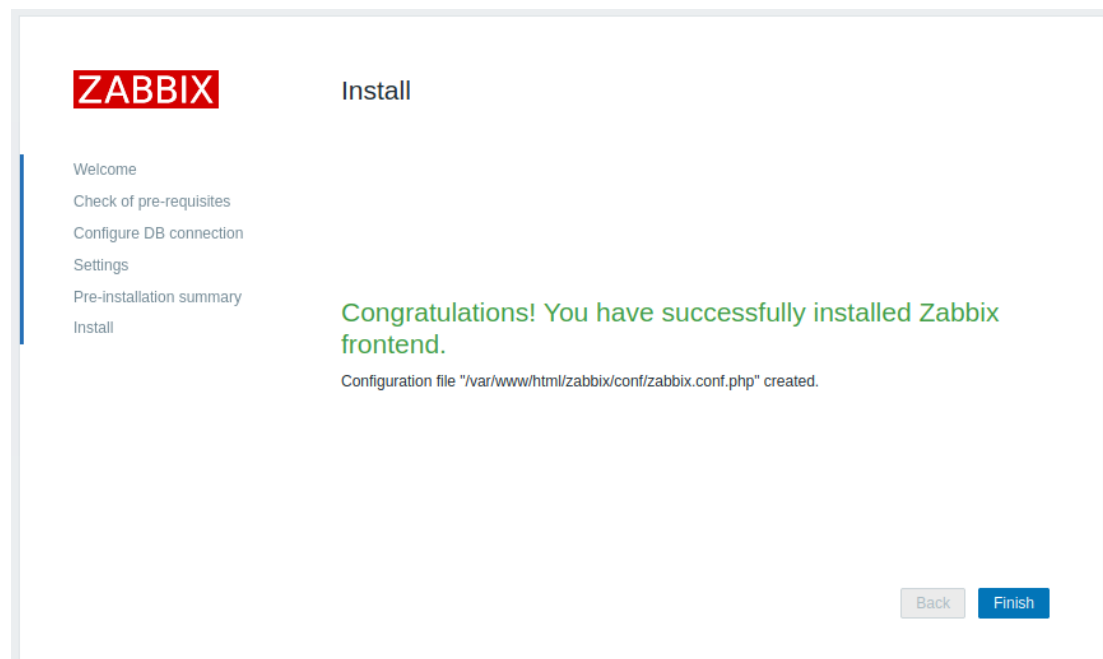 ZABBIX
Install
Welcome
Check of pre-requisites
Configure DB connection
Settings
Pre-installation summary
Install
Congratulations! You have successfully installed Zabbix
frontend.
Configuration file "/var/www/html/zabbix/conf/zabbix.conf.php" created.
Back
Finish